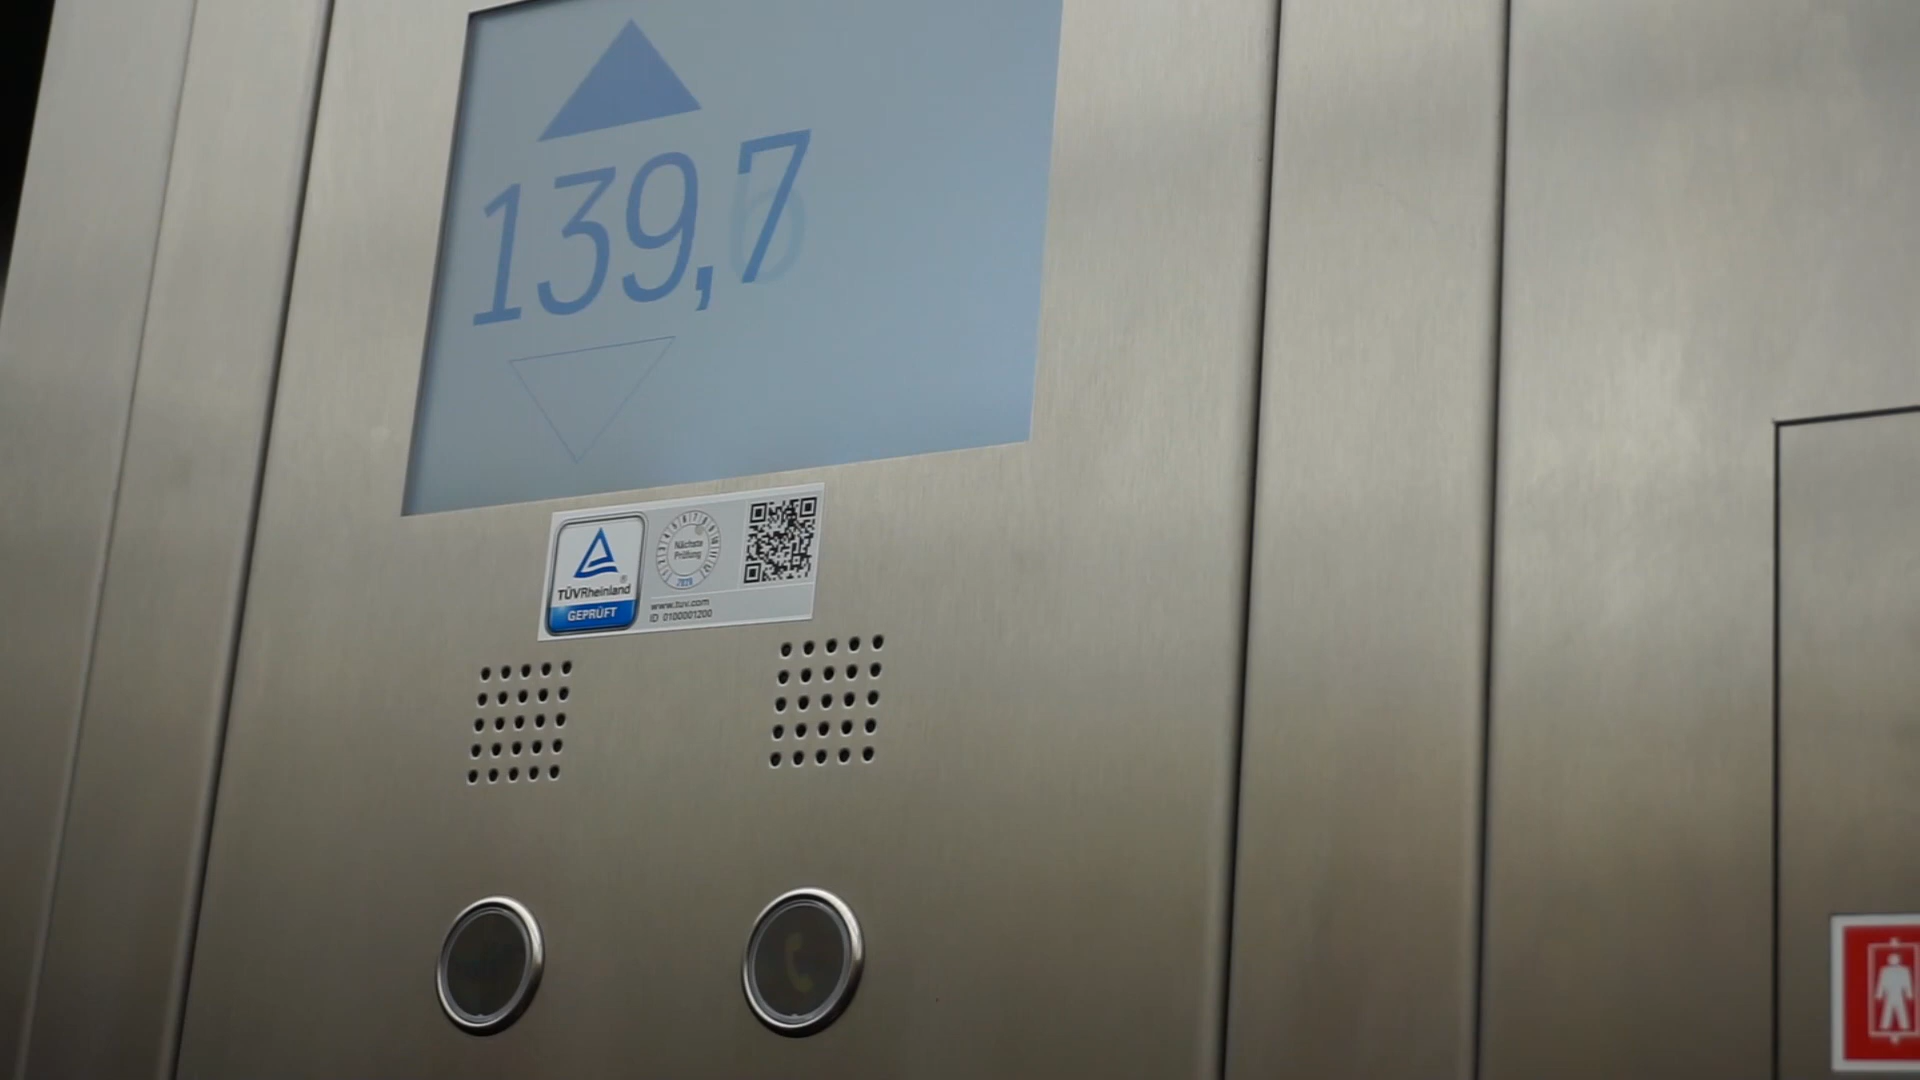 139,7
Nächste
Prüfung
TÜVRheinland®
GEPRÜFT
www.tuv.com
ID 0100001200